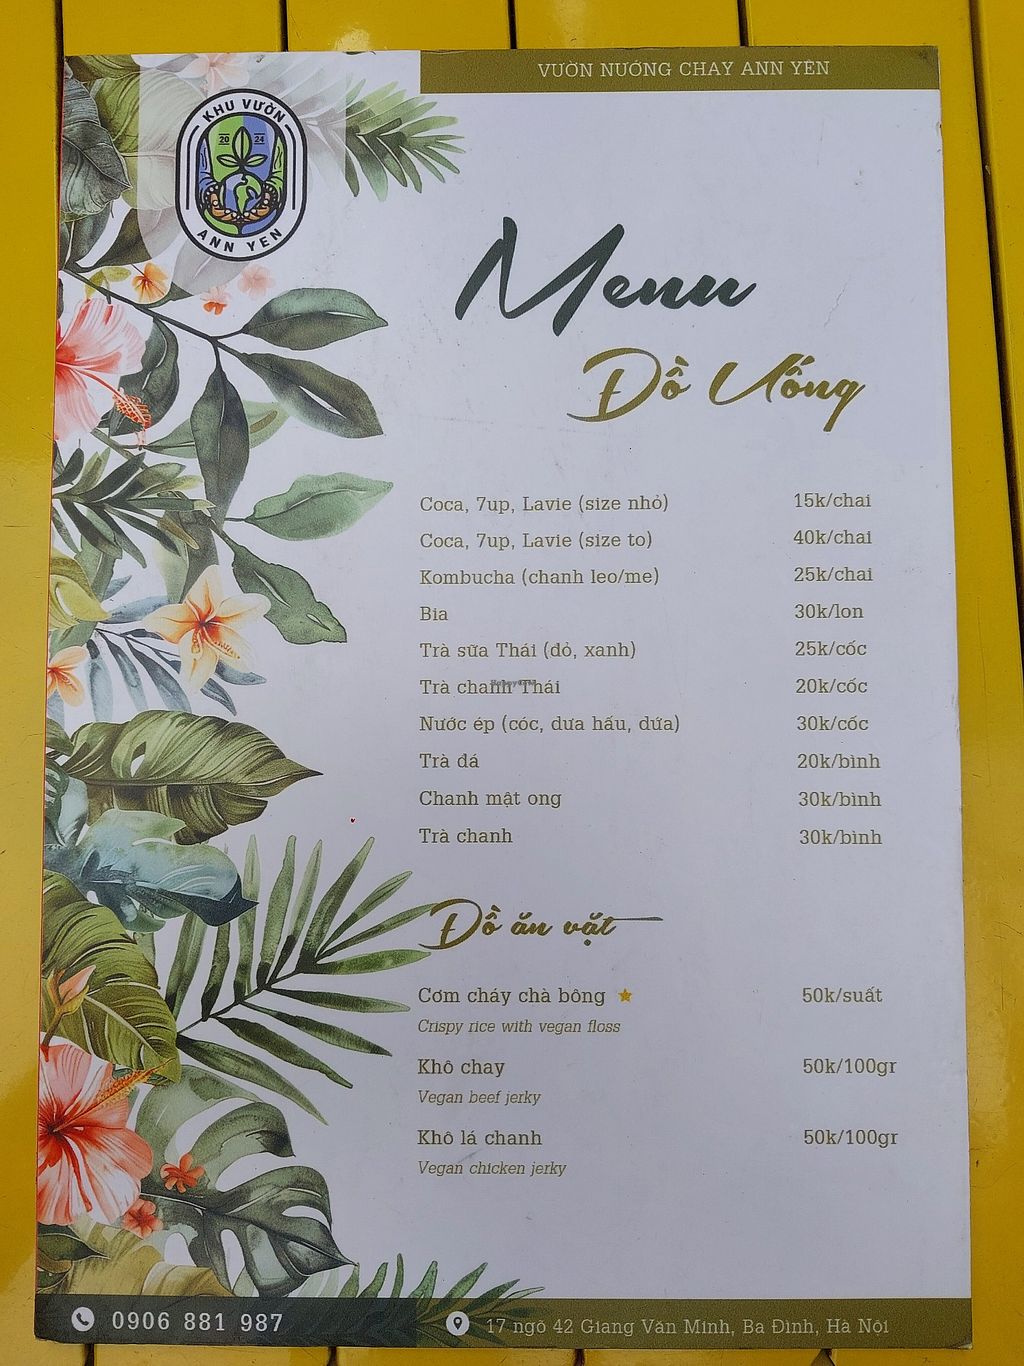 VƯỜN NƯỚNG CHAY ANN YÊN
KHU VƯỜN
20 24
ANN YEN
Menu
Đồ Uống
Coca, 7up, Lavie (size nhỏ) 15k/chai
Coca, 7up, Lavie (size to) 40k/chai
Kombucha (chanh leo/me) 25k/chai
Bia 30k/lon
Trà sữa Thái (đỏ, xanh) 25k/cốc
Trà chanh Thái 20k/cốc
Nước ép (cóc, dưa hấu, dứa) 30k/cốc
Trà đá 20k/bình
Chanh mật ong 30k/bình
Trà chanh 30k/bình
Đồ ăn vặt
Cơm cháy chà bông 50k/suất
Crispy rice with vegan floss
Khô chay 50k/100gr
Vegan beef jerky
Khô lá chanh 50k/100gr
Vegan chicken jerky
0906 881 987
17 ngõ 42 Giang Văn Minh, Ba Đình, Hà Nội